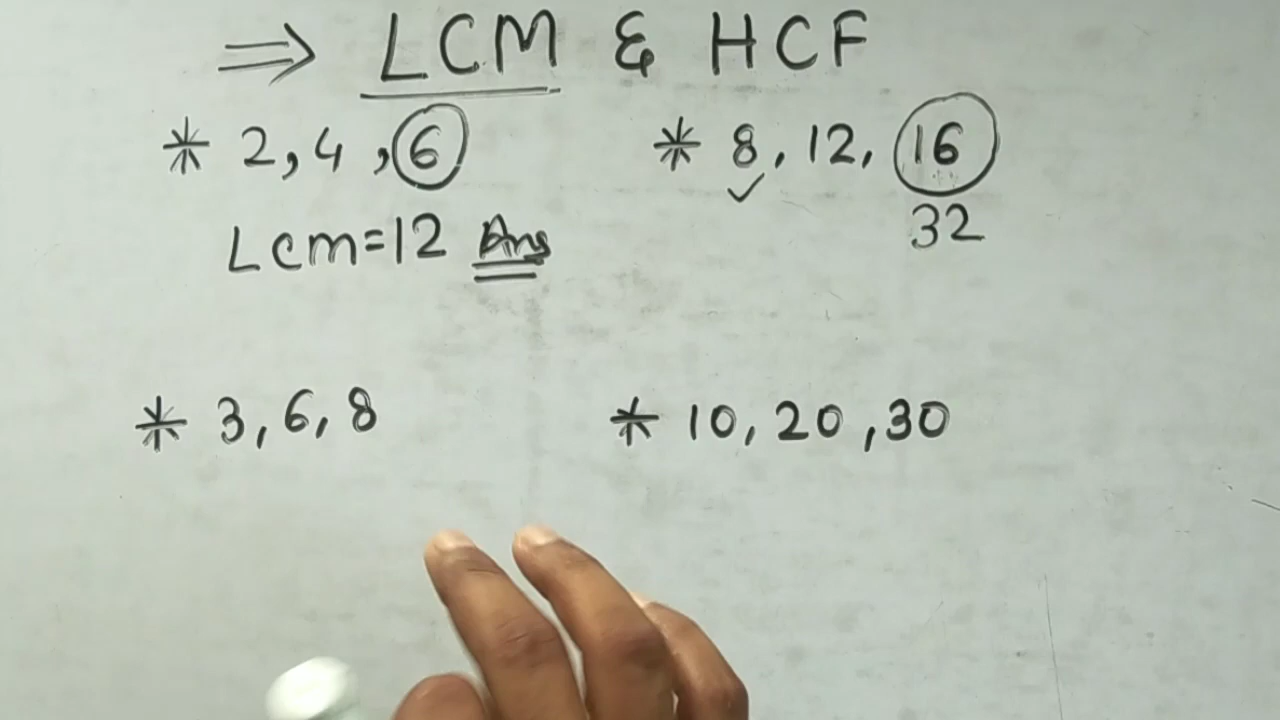 ⇒ LCM & HCF
* 2, 4, 6
Lcm=12 Ans
* 8, 12, 16
32
* 3, 6, 8
* 10, 20, 30